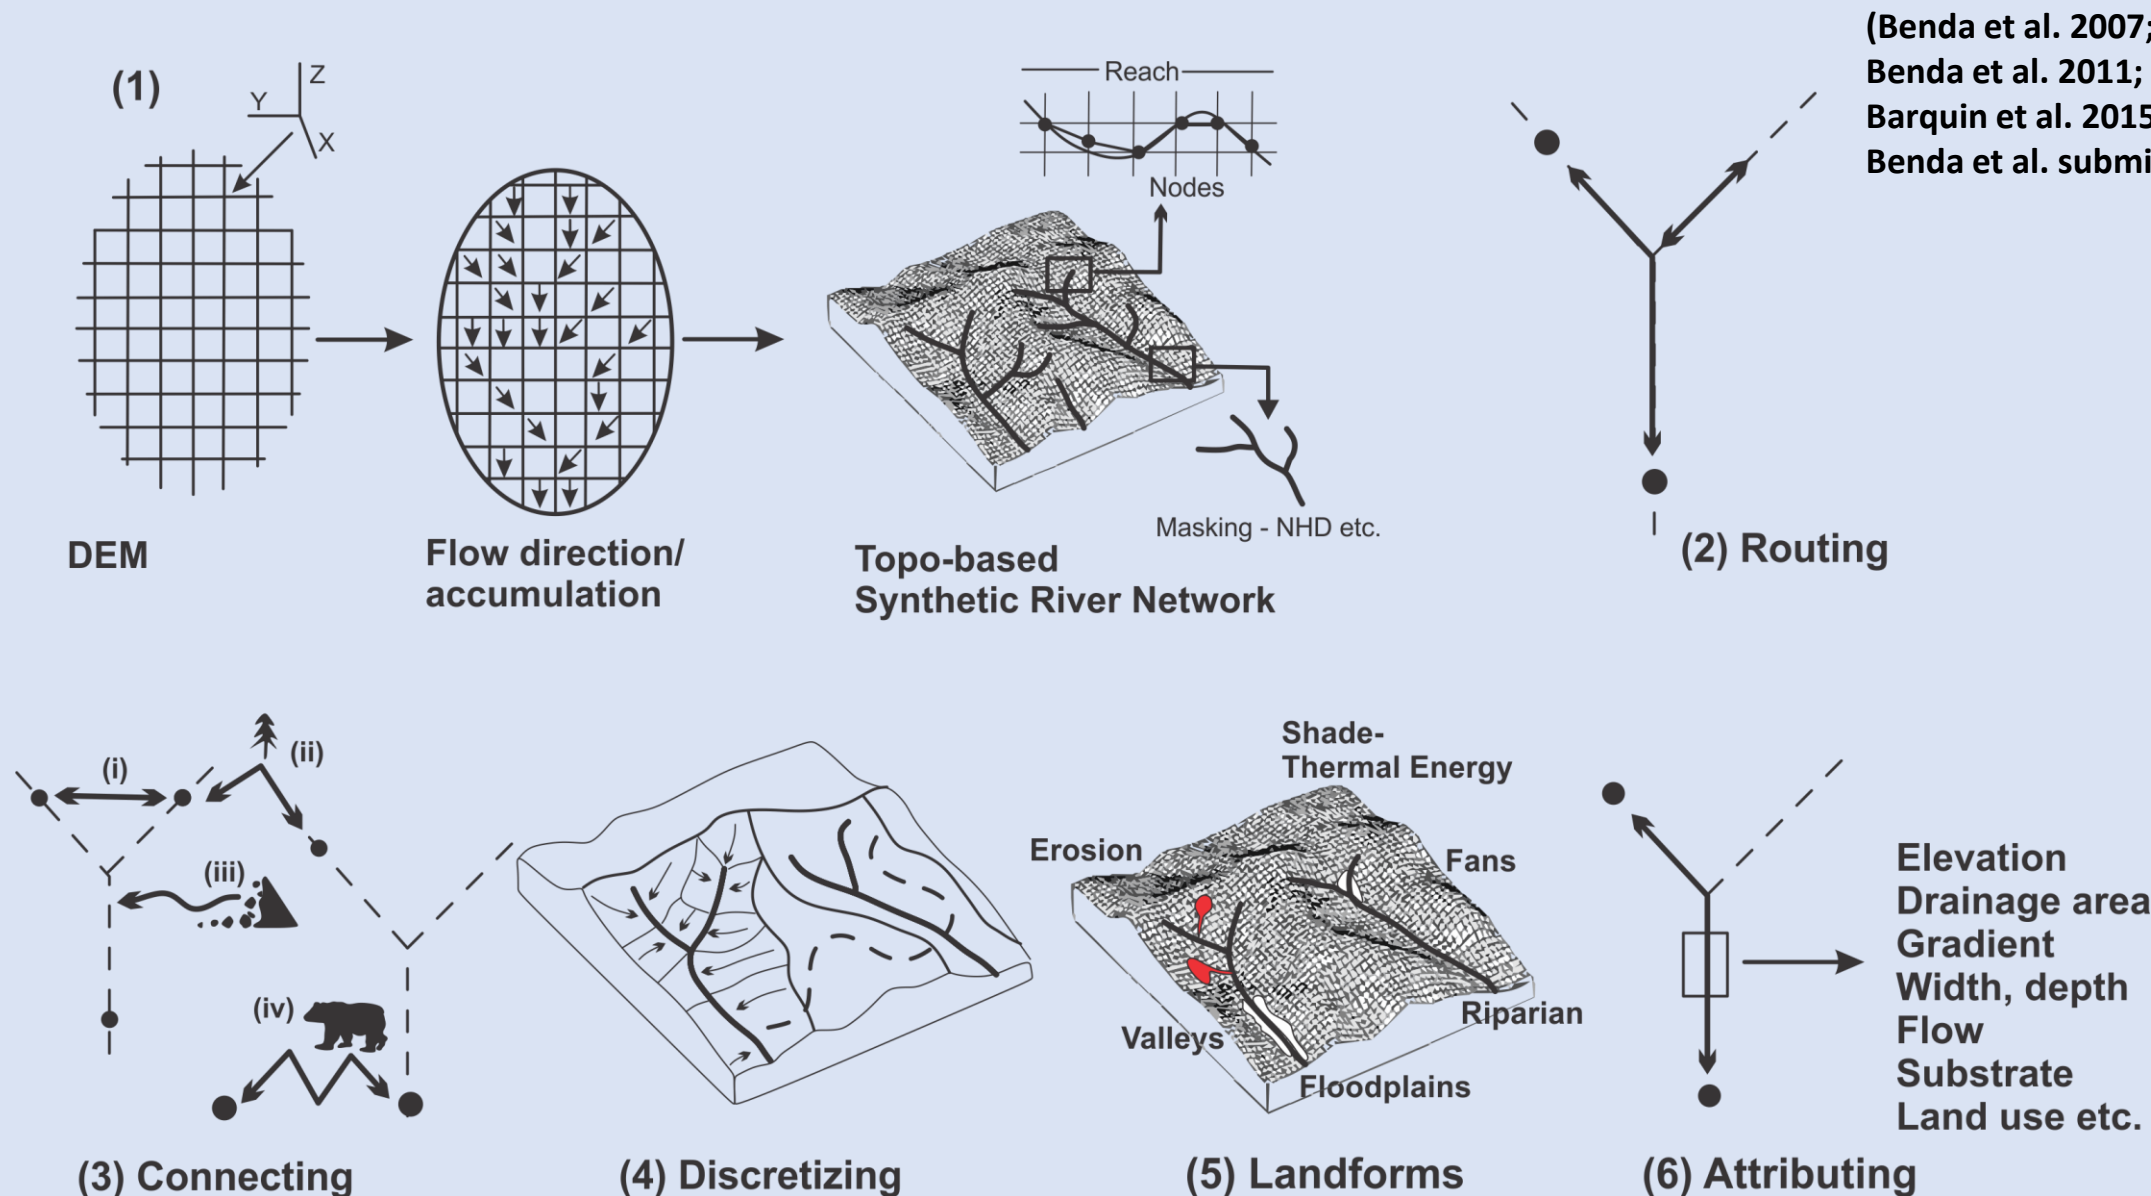 (Benda et al. 2007;
Benda et al. 2011;
Barquin et al. 2015
Benda et al. submi
(1)
Z
Y
X
Reach
Nodes
Masking - NHD etc.
DEM
Flow direction/
accumulation
Topo-based
Synthetic River Network
(2) Routing
(i)
(ii)
(iii)
(iv)
(3) Connecting
(4) Discretizing
Shade-
Thermal Energy
Erosion
Fans
Riparian
Valleys
Floodplains
(5) Landforms
Elevation
Drainage area
Gradient
Width, depth
Flow
Substrate
Land use etc.
(6) Attributing